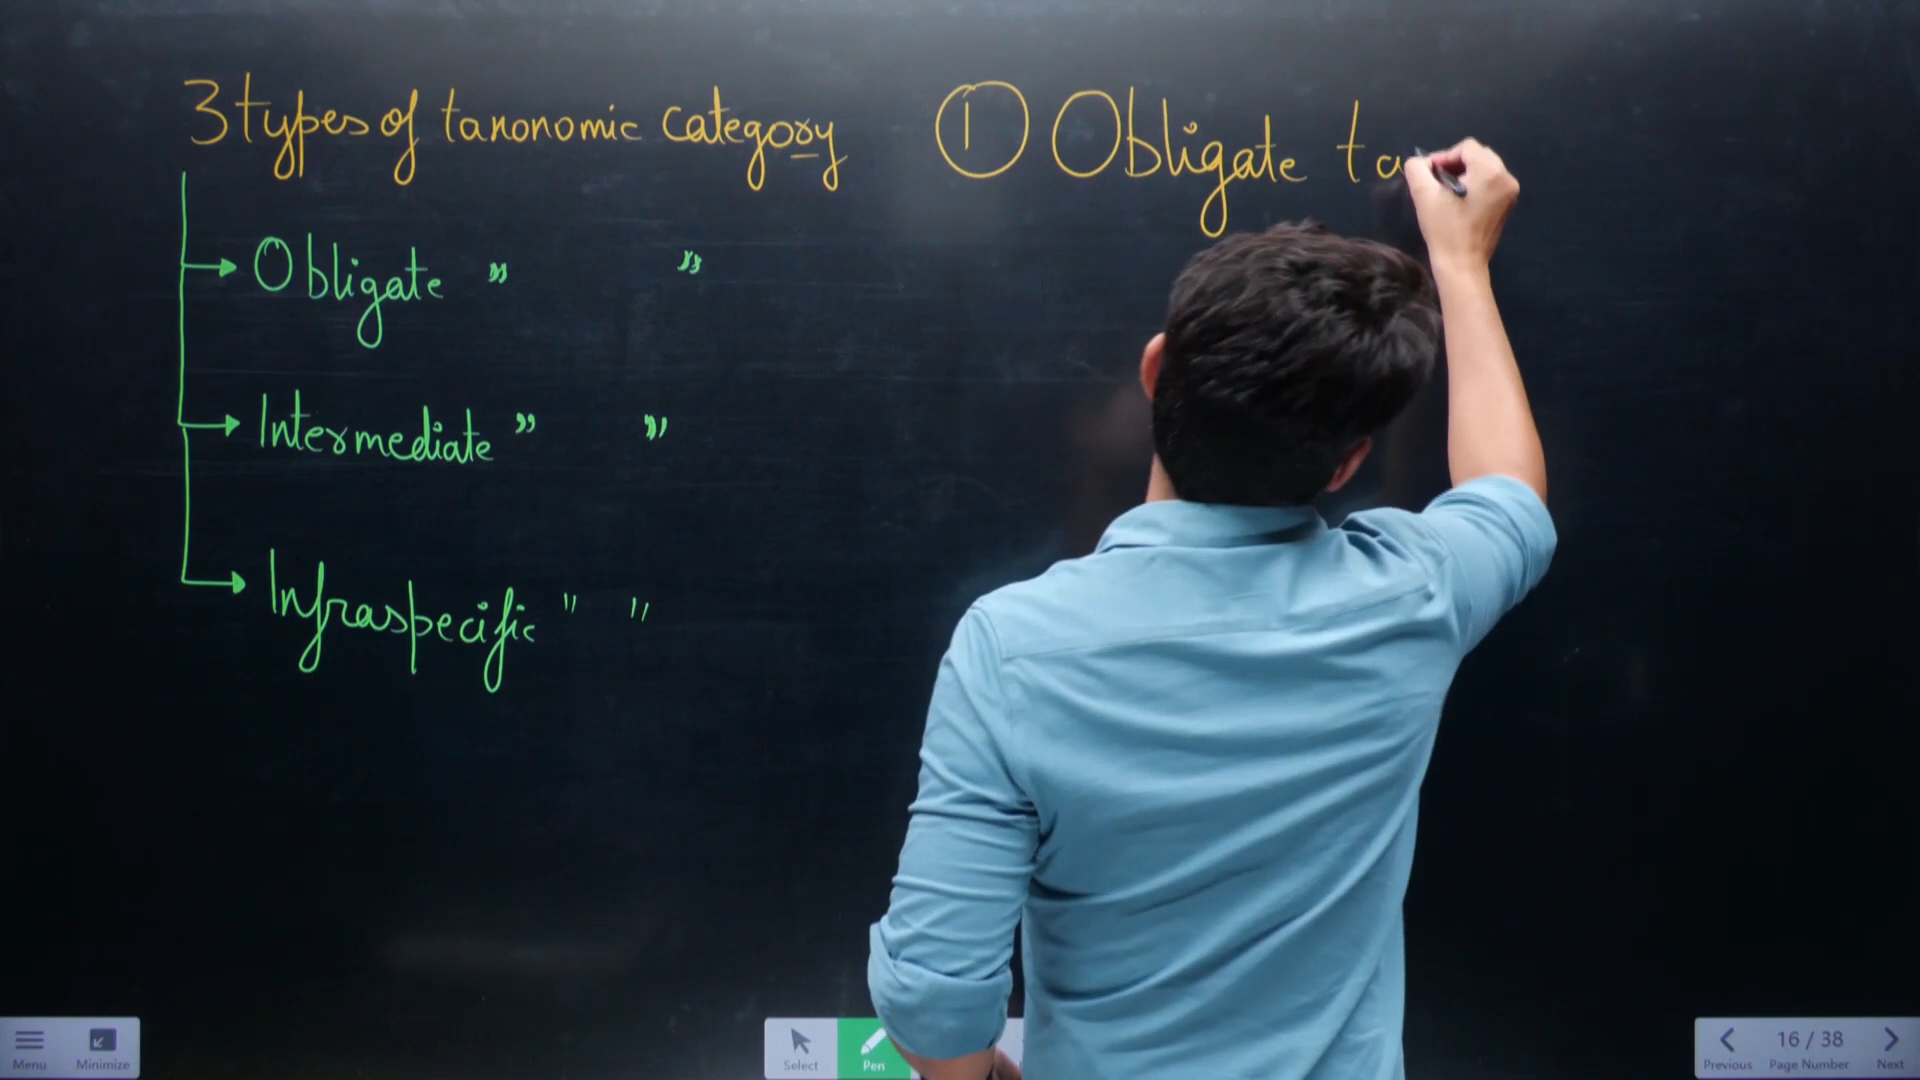 3 types of taxonomic category
Obligate " "
Intermediate " "
Infraspecific " "
① Obligate ta
Menu
Minimize
Select
Pen
Previous
16 / 38
Page Number
Next